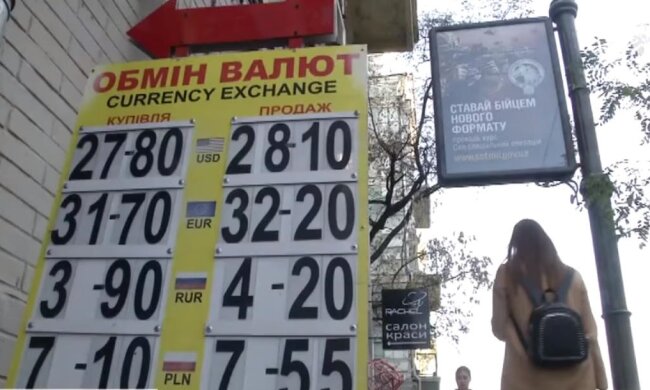 ОБМІН ВАЛЮТ
CURRENCY EXCHANGE
КУПІВЛЯ ПРОДАЖ
27-80 USD 28-10
31-70 EUR 32-20
3-90 RUR 4-20
7-10 PLN 7-55
СТАВАЙ БІЙЦЕМ
НОВОГО
ФОРМАТУ
RACHEL
салон
краси